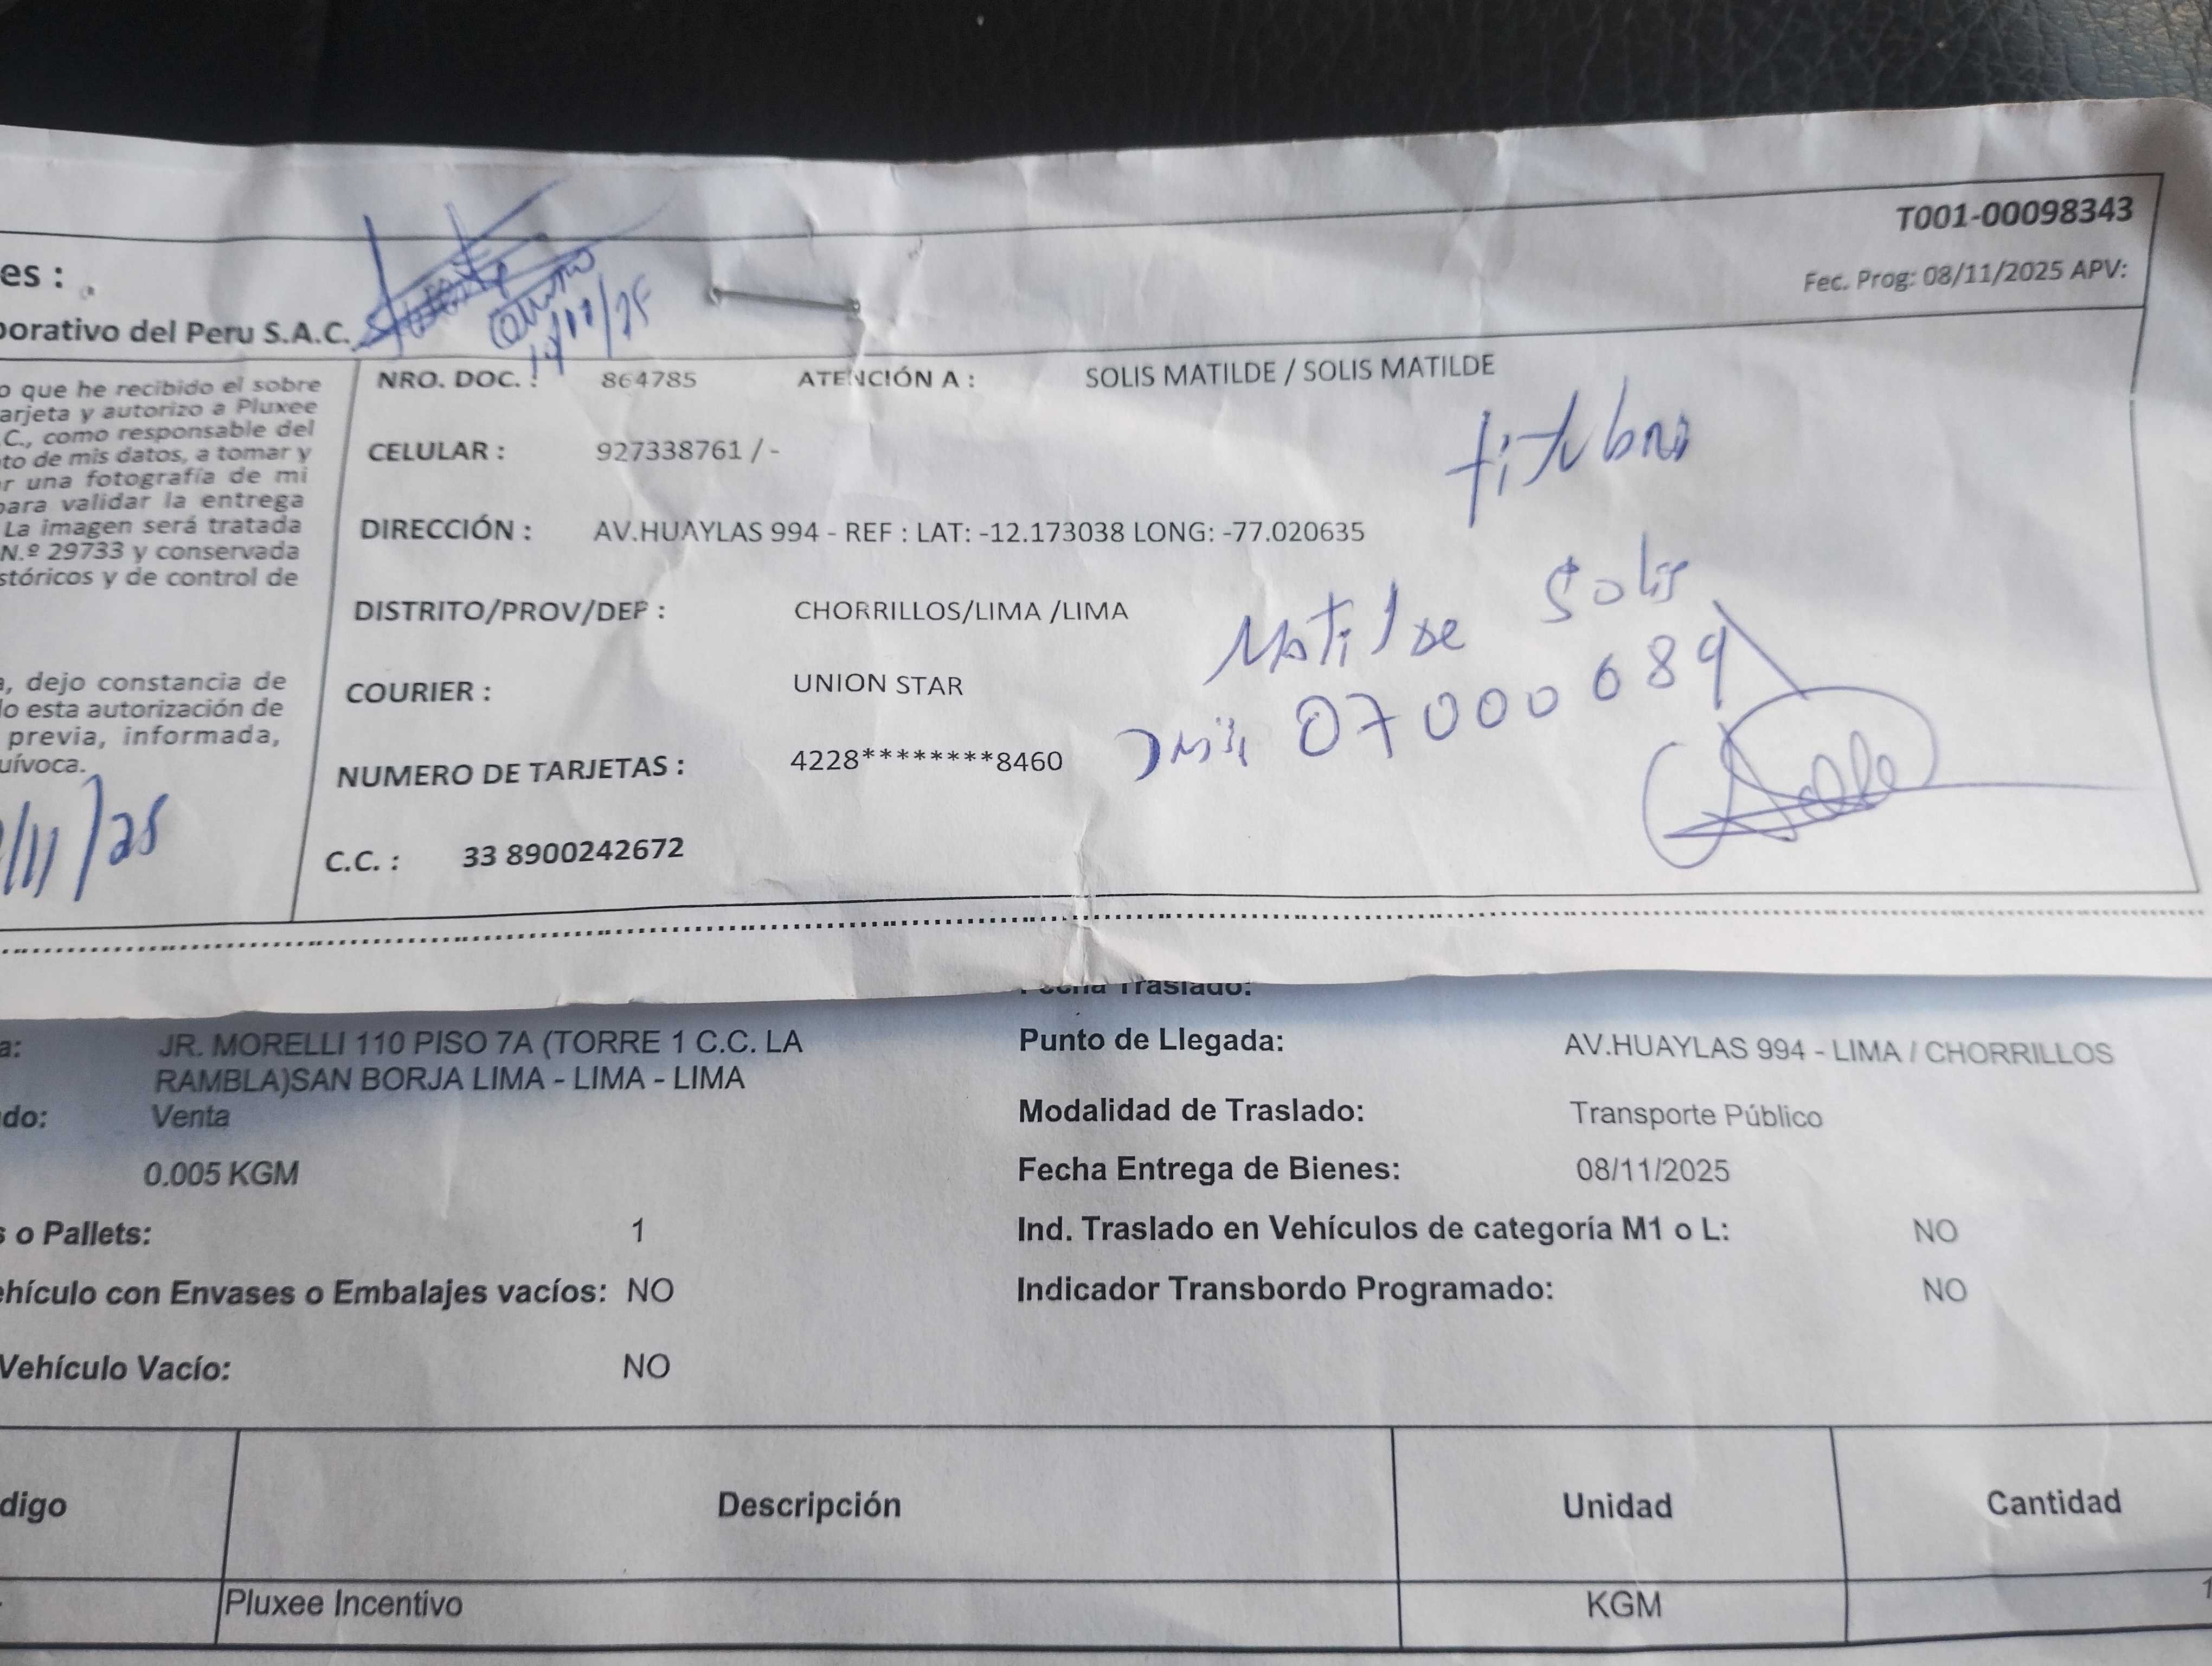 T001-00098343
es :
Fec. Prog: 08/11/2025 APV:
porativo del Peru S.A.C.
o que he recibido el sobre
arjeta y autorizo a Pluxee
C., como responsable del
to de mis datos, a tomar y
r una fotografía de mi
para validar la entrega
La imagen será tratada
N.º 29733 y conservada
stóricos y de control de
, dejo constancia de
lo esta autorización de
previa, informada,
uívoca.
/11/25
NRO. DOC. : 864785 ATENCIÓN A : SOLIS MATILDE / SOLIS MATILDE
CELULAR : 927338761 / -
DIRECCIÓN : AV.HUAYLAS 994 - REF : LAT: -12.173038 LONG: -77.020635
DISTRITO/PROV/DEP : CHORRILLOS/LIMA /LIMA
COURIER : UNION STAR
NUMERO DE TARJETAS : 4228********8460
C.C. : 33 8900242672
Matilde Solis
07000689
Fecha Traslado:
a: JR. MORELLI 110 PISO 7A (TORRE 1 C.C. LA
RAMBLA)SAN BORJA LIMA - LIMA - LIMA
Punto de Llegada: AV.HUAYLAS 994 - LIMA / CHORRILLOS
do: Venta
Modalidad de Traslado: Transporte Público
0.005 KGM
Fecha Entrega de Bienes: 08/11/2025
s o Pallets: 1
Ind. Traslado en Vehículos de categoría M1 o L: NO
ehículo con Envases o Embalajes vacíos: NO
Indicador Transbordo Programado: NO
Vehículo Vacío: NO
digo Descripción Unidad Cantidad
Pluxee Incentivo KGM 1